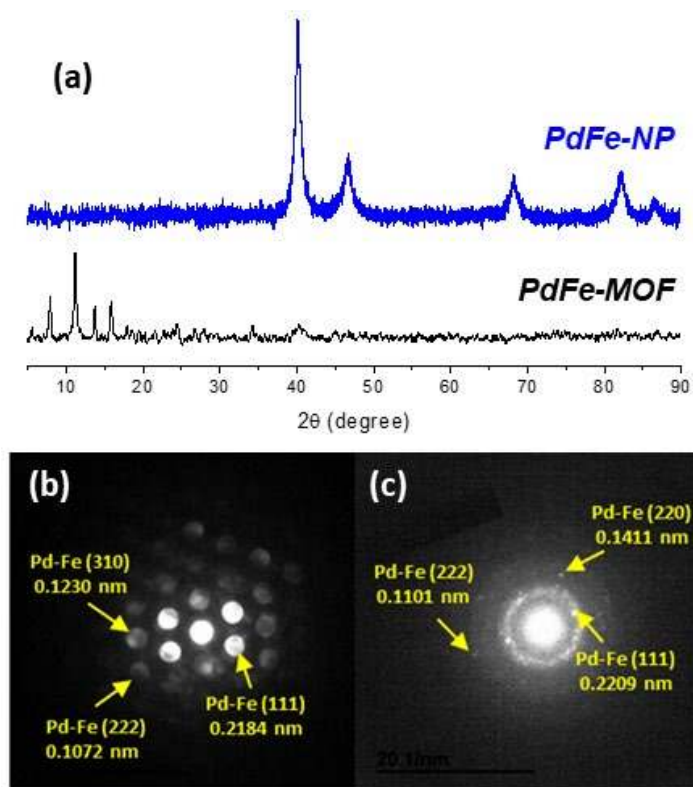 (a)
PdFe-NP
PdFe-MOF
10 20 30 40 50 60 70 80 90
2θ (degree)
(b)
Pd-Fe (310)
0.1230 nm
Pd-Fe (222)
0.1072 nm
Pd-Fe (111)
0.2184 nm
(c)
Pd-Fe (220)
0.1411 nm
Pd-Fe (222)
0.1101 nm
Pd-Fe (111)
0.2209 nm
20 1/nm